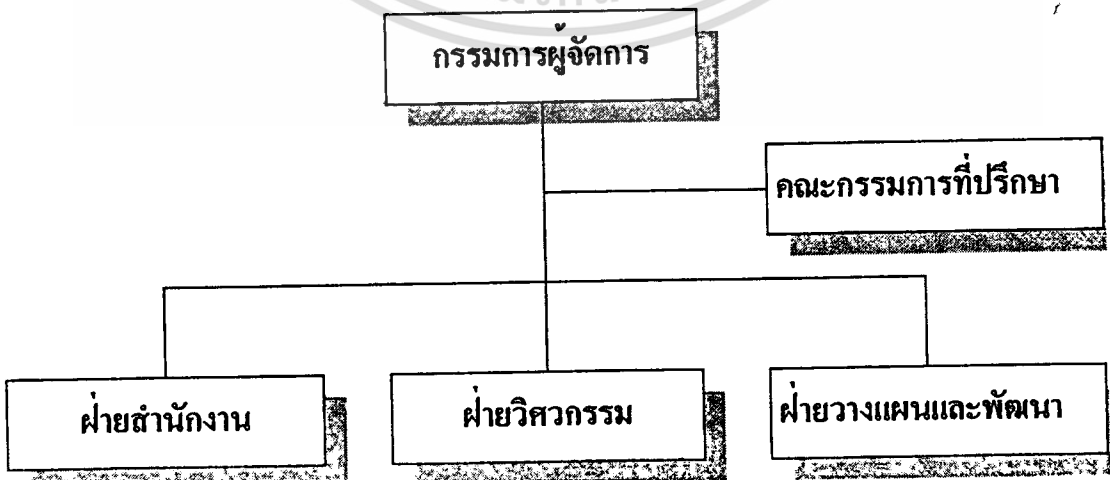 กรรมการผู้จัดการ
คณะกรรมการที่ปรึกษา
ฝ่ายสำนักงาน
ฝ่ายวิศวกรรม
ฝ่ายวางแผนและพัฒนา